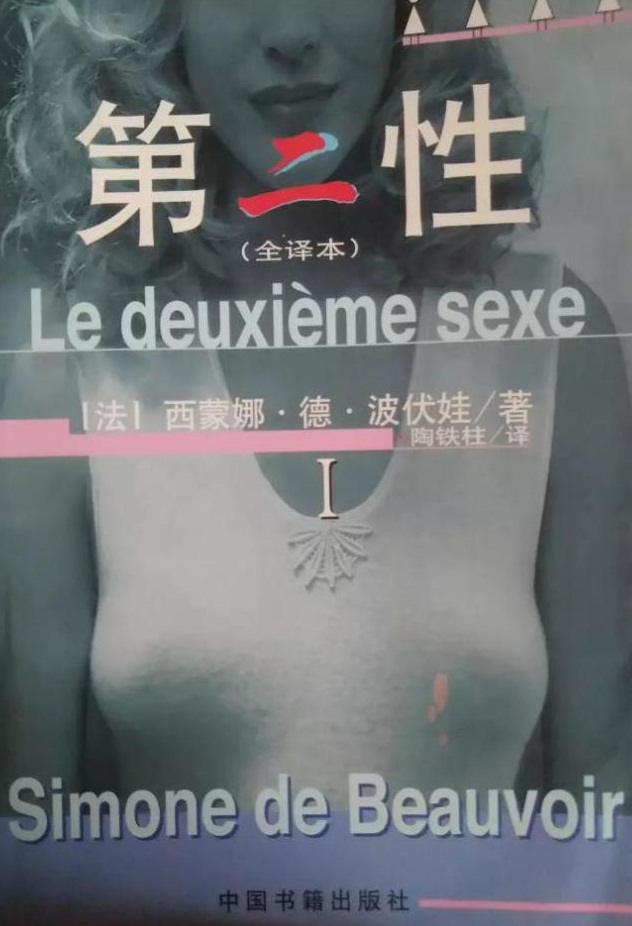 第二性
(全译本)
Le deuxième sexe
[法] 西蒙娜·德·波伏娃/著
·陶铁柱/译
I
Simone de Beauvoir
中国书籍出版社